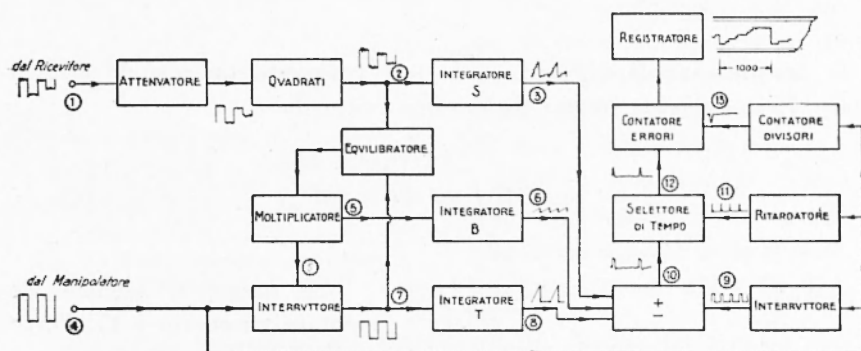 dal Ricevitore
①
ATTENVATORE
QVADRATI
②
INTEGRATORE
S
③
EQVILIBRATORE
MOLTIPLICATORE
⑤
INTEGRATORE
B
⑥
dal Manipolatore
④
INTERRVTTORE
⑦
INTEGRATORE
T
⑧
REGISTRATORE
1000
CONTATORE
ERRORI
⑬
CONTATORE
DIVISORI
⑫
SELETTORE
DI TEMPO
⑪
RITARDATORE
⑩
+
-
⑨
INTERRVTTORE